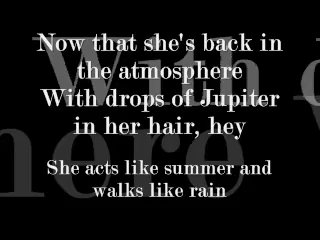 Now that she's back in
the atmosphere
With drops of Jupiter
in her hair, hey
She acts like summer and
walks like rain